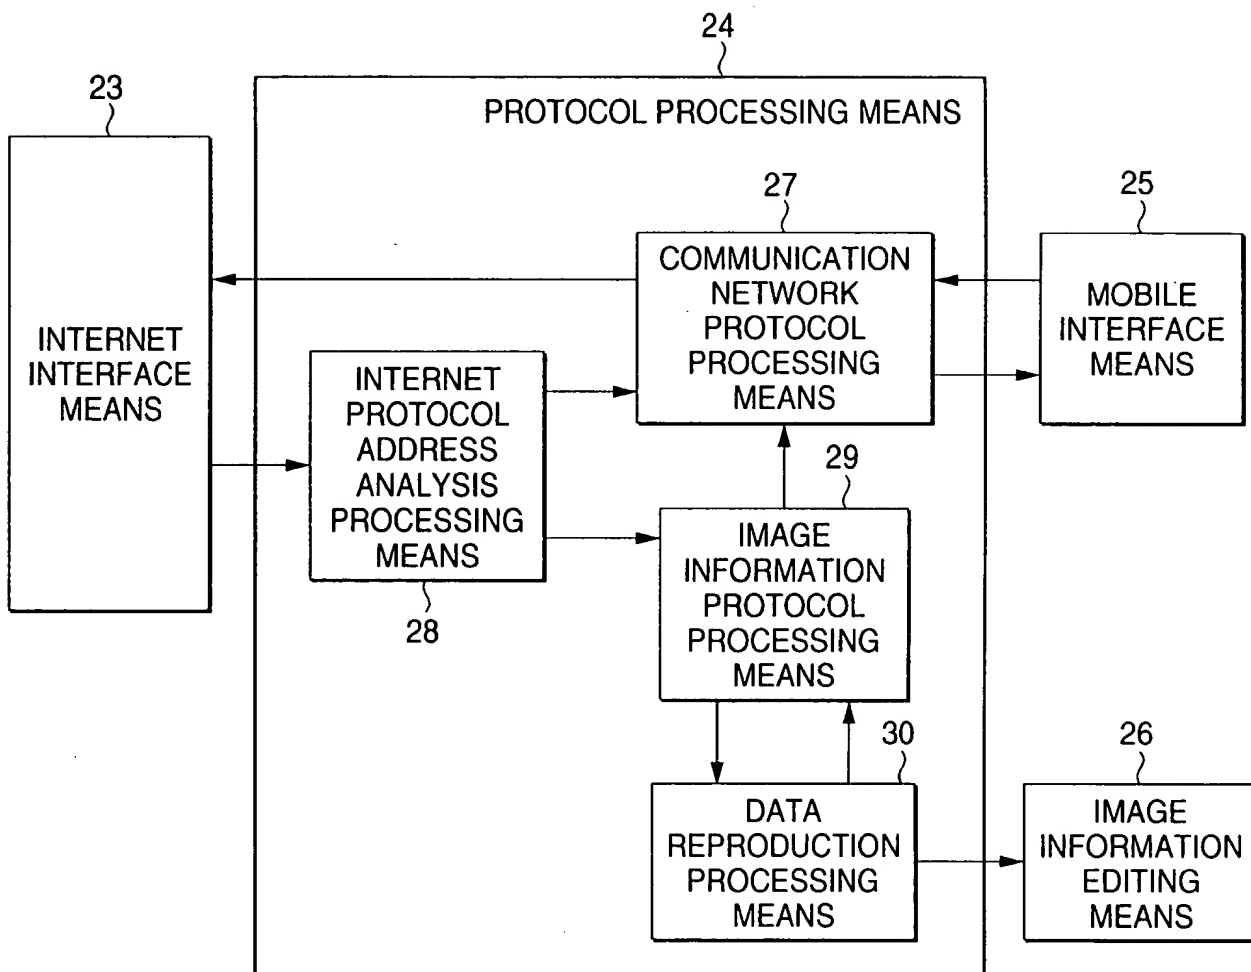 24
23
PROTOCOL PROCESSING MEANS
27
25
COMMUNICATION
NETWORK
PROTOCOL
PROCESSING
MEANS
MOBILE
INTERFACE
MEANS
INTERNET
INTERFACE
MEANS
INTERNET
PROTOCOL
ADDRESS
ANALYSIS
PROCESSING
MEANS
28
29
IMAGE
INFORMATION
PROTOCOL
PROCESSING
MEANS
30
26
DATA
REPRODUCTION
PROCESSING
MEANS
IMAGE
INFORMATION
EDITING
MEANS